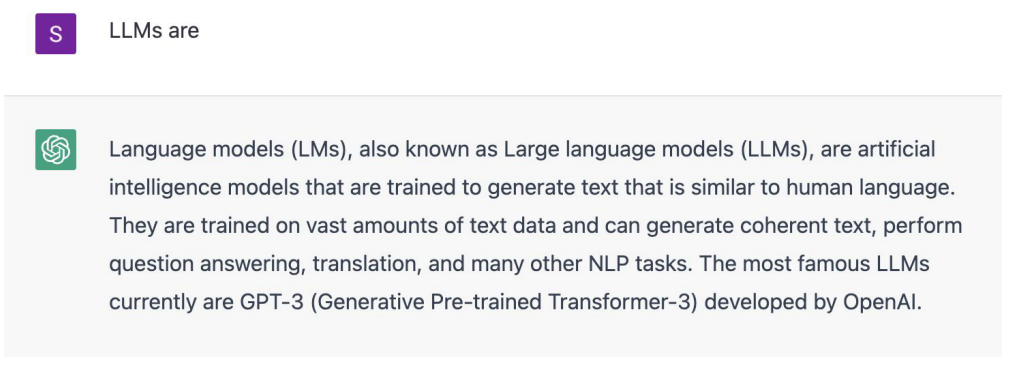 S
LLMs are
Language models (LMs), also known as Large language models (LLMs), are artificial
intelligence models that are trained to generate text that is similar to human language.
They are trained on vast amounts of text data and can generate coherent text, perform
question answering, translation, and many other NLP tasks. The most famous LLMs
currently are GPT-3 (Generative Pre-trained Transformer-3) developed by OpenAI.